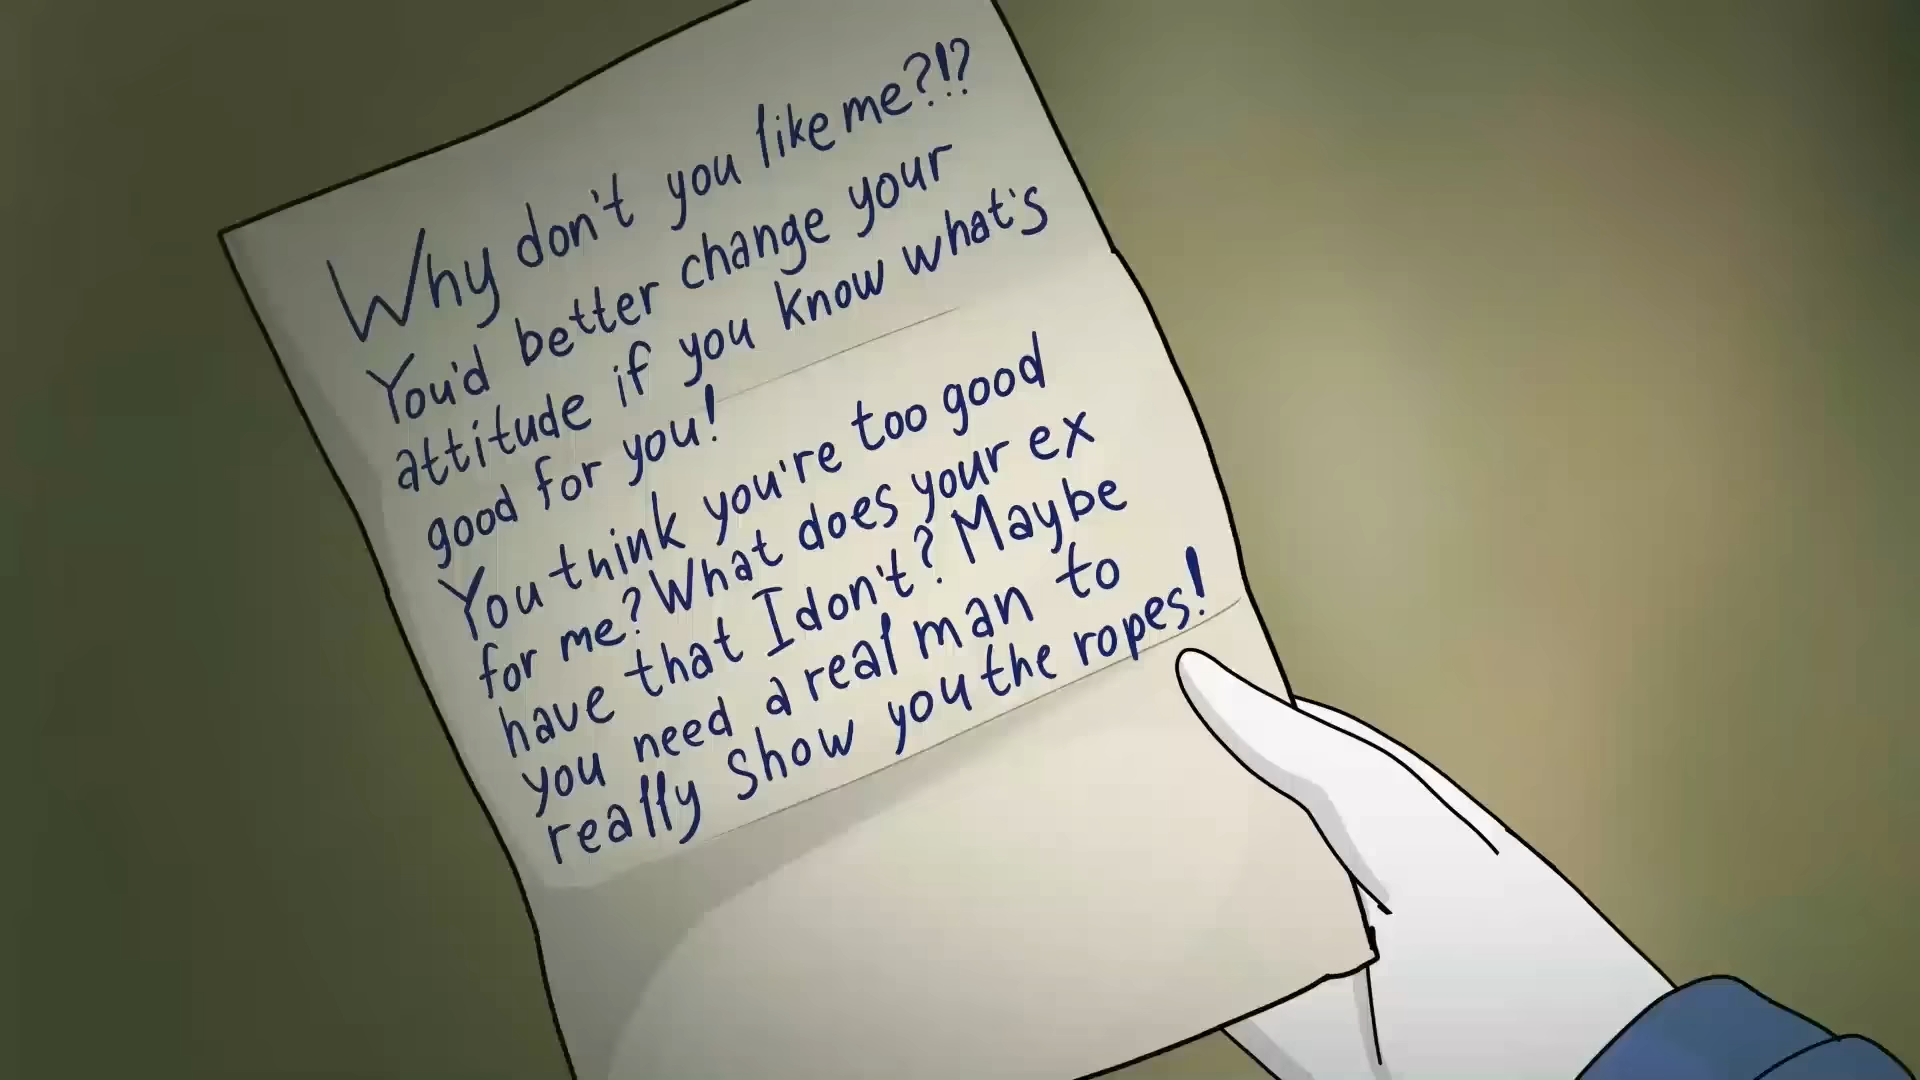 Why don't you like me?!?
You'd better change your
attitude if you know what's
good for you!
You think you're too good
for me? What does your ex
have that I don't? Maybe
you need a real man to
really show you the ropes!